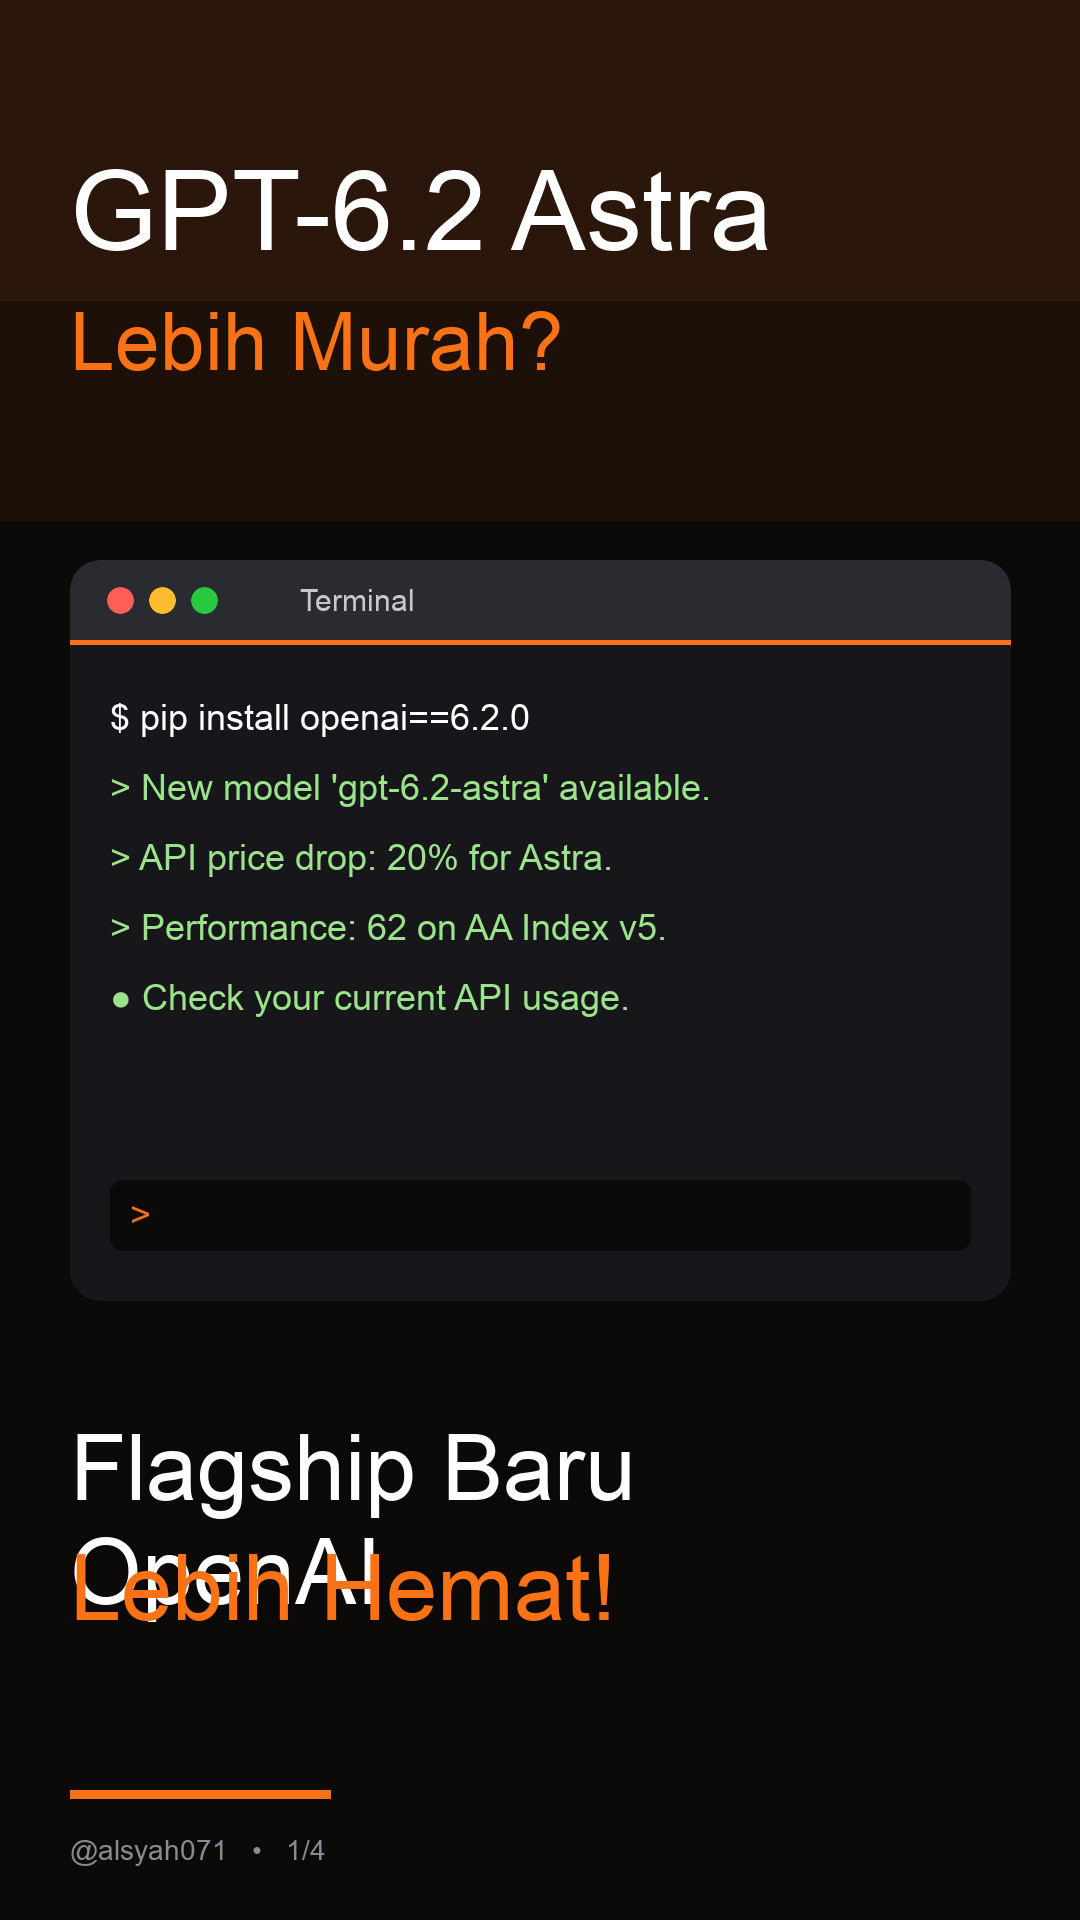 GPT-6.2 Astra
Lebih Murah?
Terminal
$ pip install openai==6.2.0
> New model 'gpt-6.2-astra' available.
> API price drop: 20% for Astra.
> Performance: 62 on AA Index v5.
● Check your current API usage.
>
Flagship Baru
OpenAI
Lebih Hemat!
@alsyah071 • 1/4